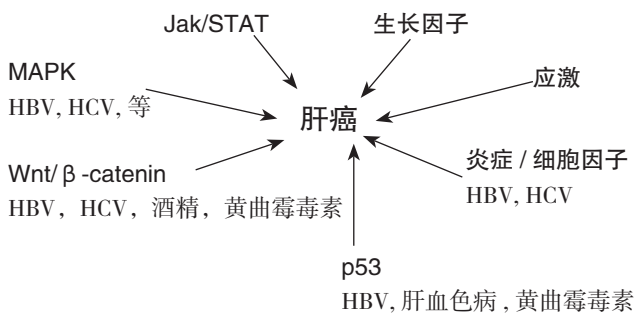 Jak/STAT
生长因子
MAPK
HBV, HCV, 等
应激
肝癌
Wnt/β-catenin
HBV，HCV，酒精，黄曲霉毒素
炎症/细胞因子
HBV, HCV
p53
HBV, 肝血色病, 黄曲霉毒素